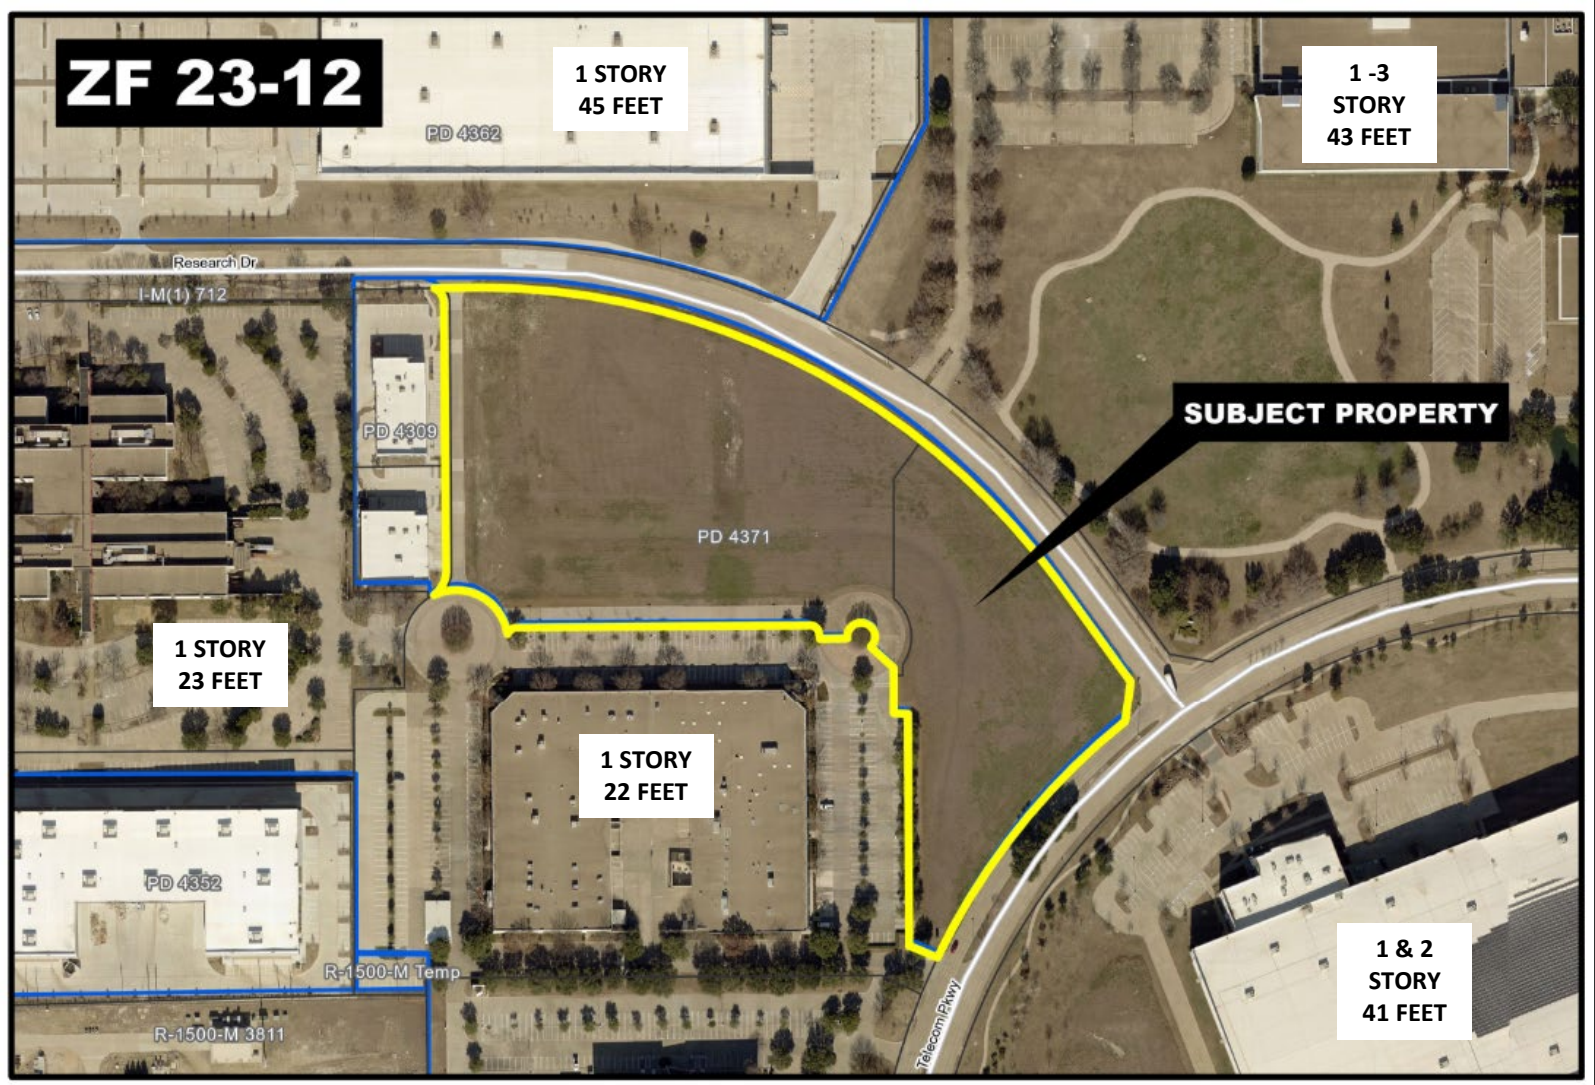 ZF 23-12
1 STORY
45 FEET
1 -3
STORY
43 FEET
PD 4362
Research Dr
I-M(1) 712
SUBJECT PROPERTY
PD 4309
PD 4371
1 STORY
23 FEET
1 STORY
22 FEET
PD 4352
1 & 2
STORY
41 FEET
R-1500-M Temp
R-1500-M 3811
Telecom Pkwy